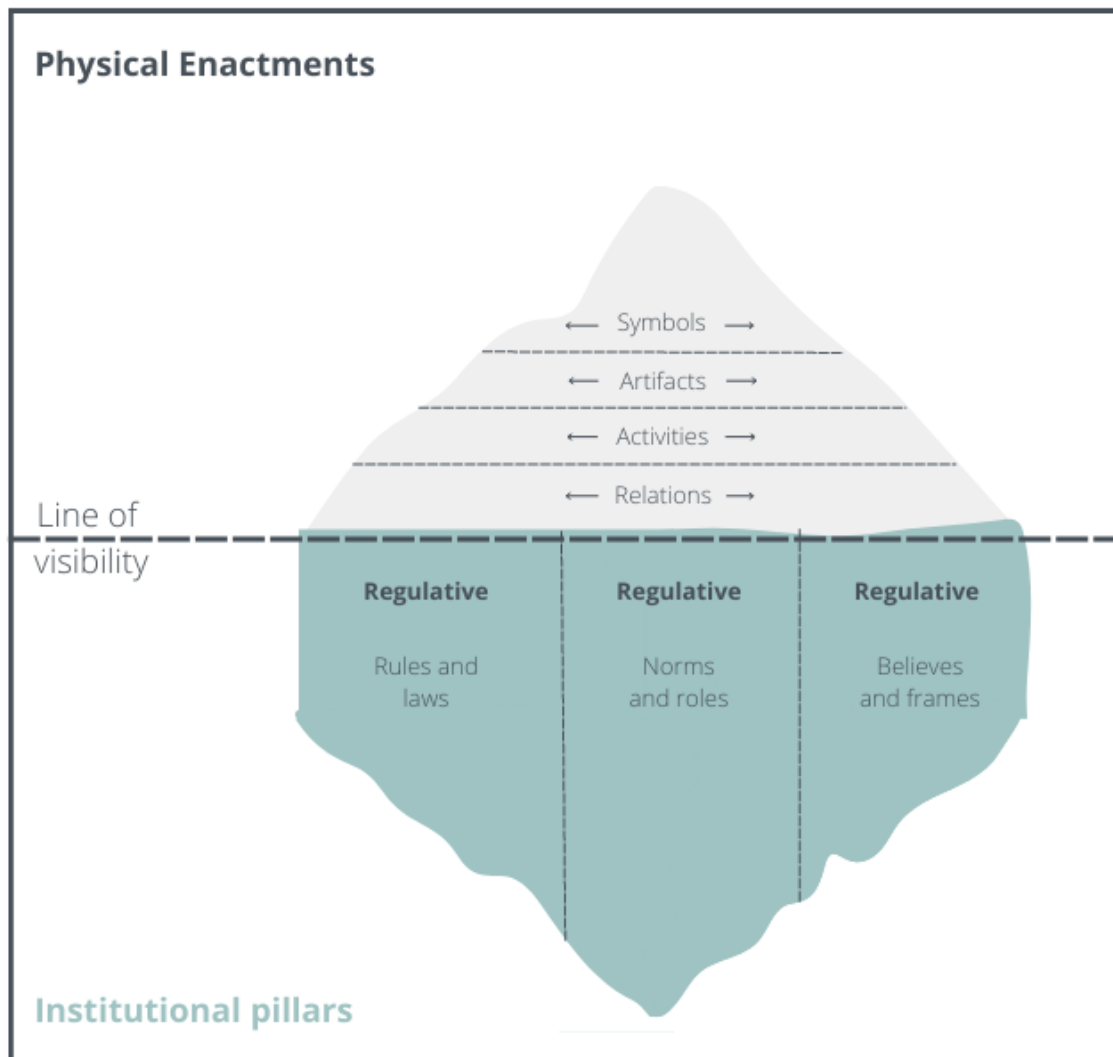 Physical Enactments
Symbols
Artifacts
Activities
Relations
Line of
visibility
Regulative
Regulative
Regulative
Rules and
laws
Norms
and roles
Believes
and frames
Institutional pillars